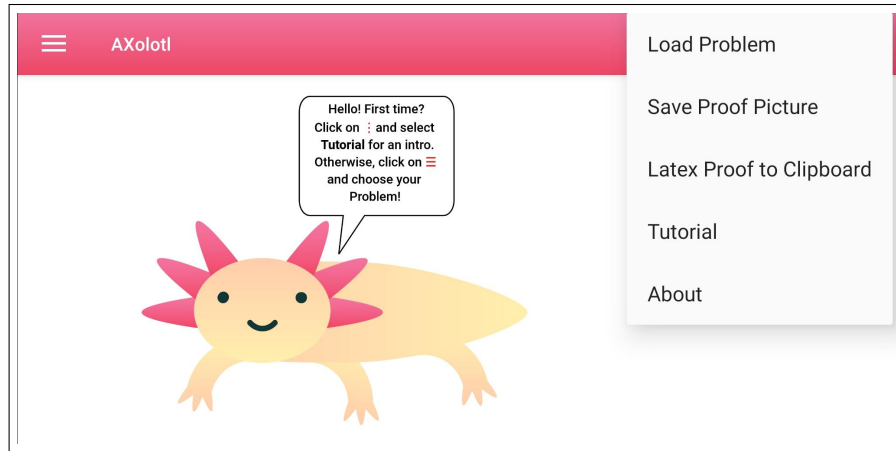 AXolotl
Hello! First time?
Click on ⋮ and select
Tutorial for an intro.
Otherwise, click on ☰
and choose your
Problem!
Load Problem
Save Proof Picture
Latex Proof to Clipboard
Tutorial
About